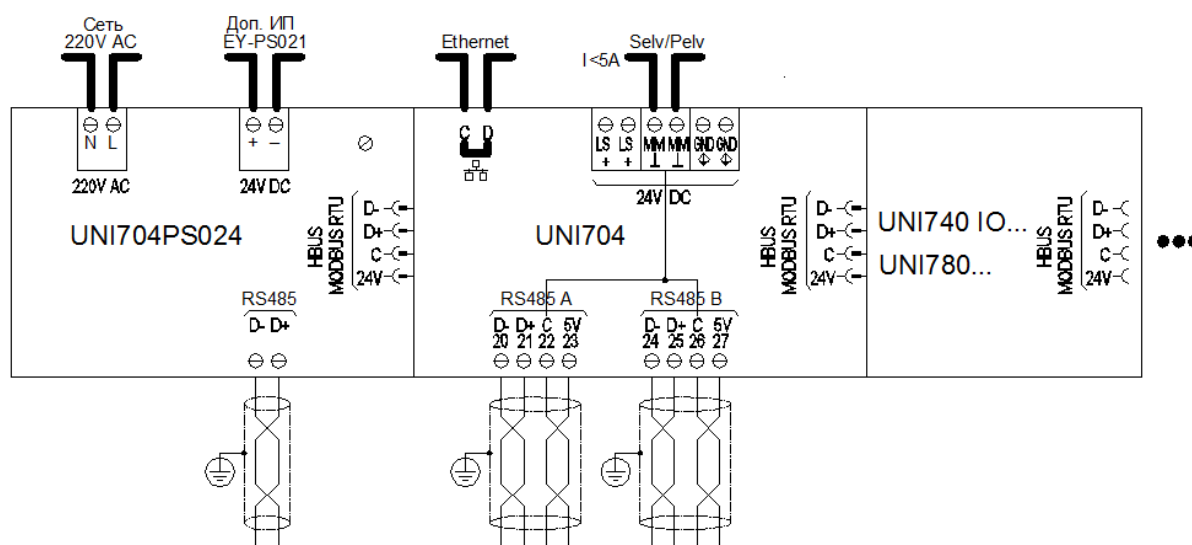 Сеть
220V AC
Доп. ИП
EY-PS021
Ethernet
I<5A
Selv/Pelv
N L
220V AC
+ –
24V DC
C D
LS LS MM MM GND GND
+ +
24V DC
UNI704PS024
HBUS
MODBUS RTU
D-
D+
C
24V
UNI704
HBUS
MODBUS RTU
D-
D+
C
24V
UNI740 IO...
UNI780...
HBUS
MODBUS RTU
D-
D+
C
24V
RS485
D- D+
RS485 A
D- D+ C 5V
20 21 22 23
RS485 B
D- D+ C 5V
24 25 26 27